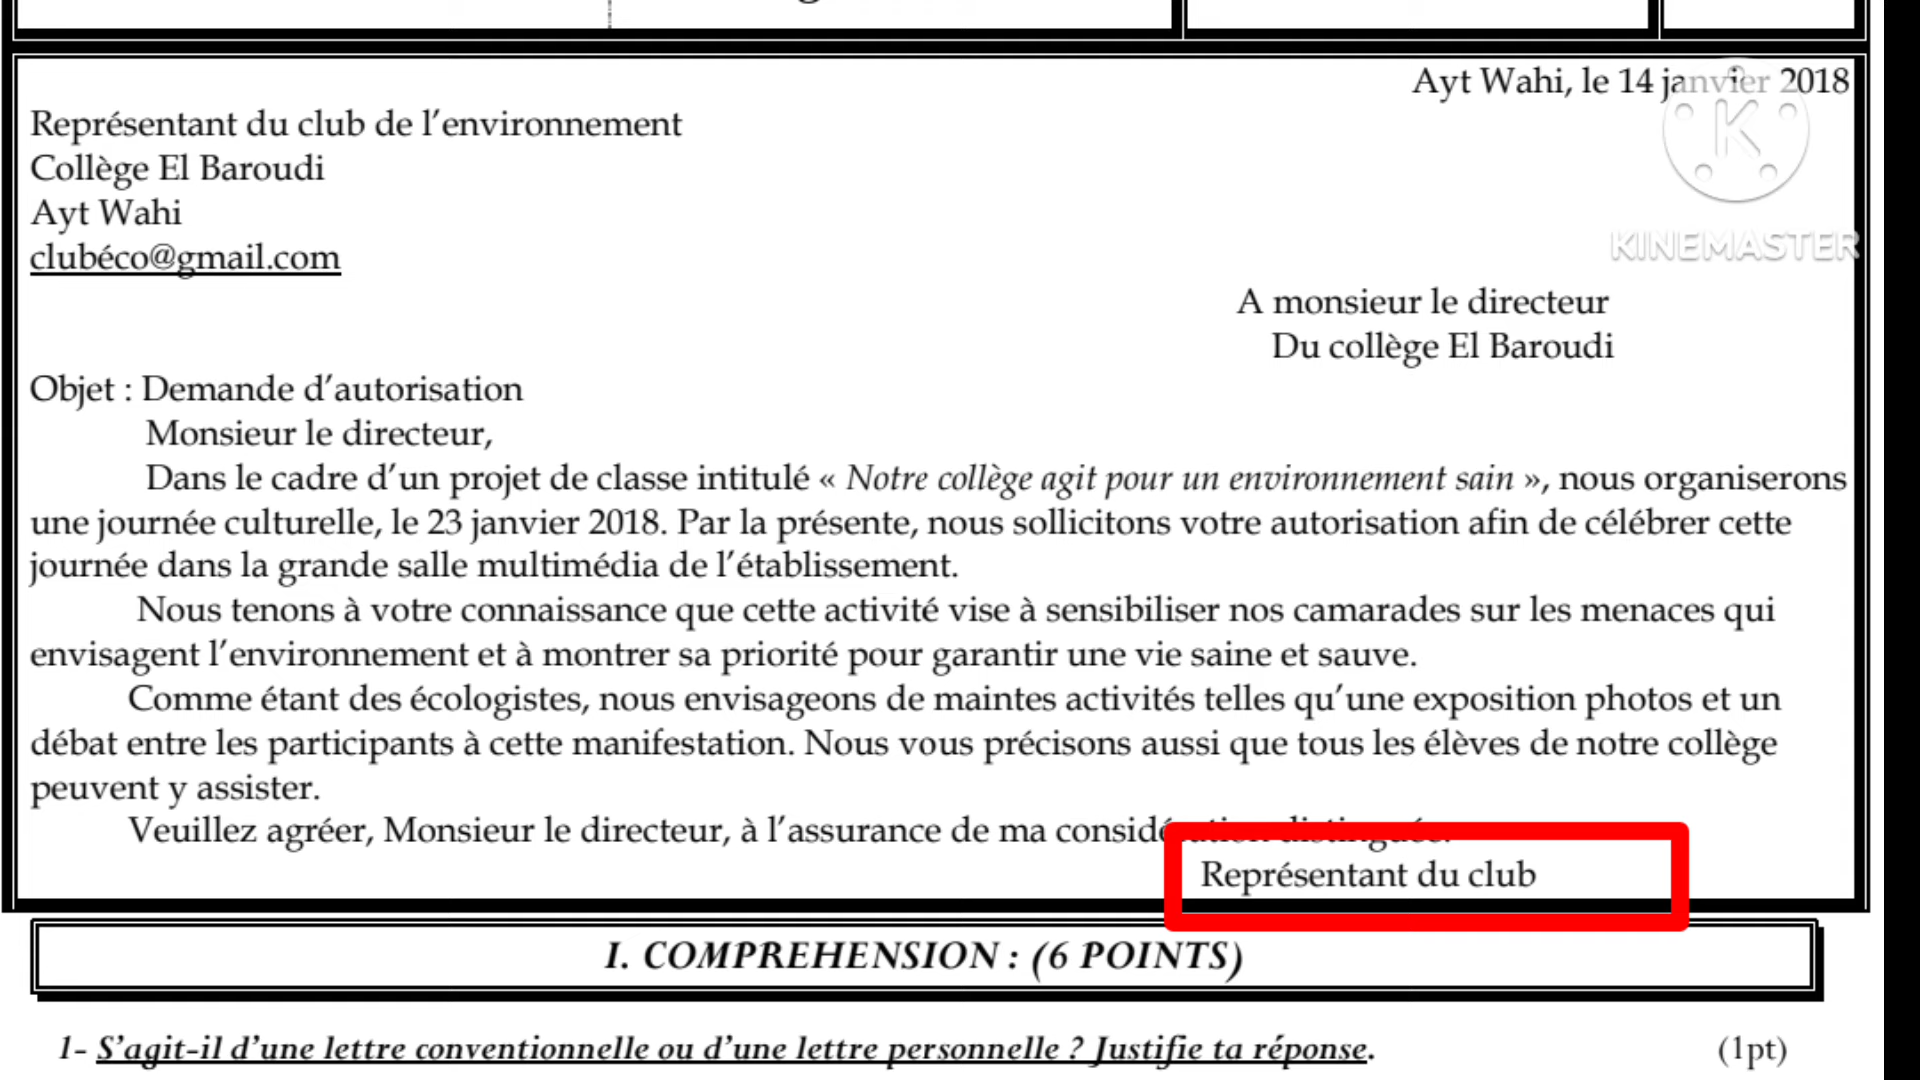 Ayt Wahi, le 14 janvier 2018
Représentant du club de l’environnement
Collège El Baroudi
Ayt Wahi
clubéco@gmail.com
KINEMASTER
A monsieur le directeur
Du collège El Baroudi
Objet : Demande d’autorisation
Monsieur le directeur,
Dans le cadre d’un projet de classe intitulé « Notre collège agit pour un environnement sain », nous organiserons
une journée culturelle, le 23 janvier 2018. Par la présente, nous sollicitons votre autorisation afin de célébrer cette
journée dans la grande salle multimédia de l’établissement.
Nous tenons à votre connaissance que cette activité vise à sensibiliser nos camarades sur les menaces qui
envisagent l’environnement et à montrer sa priorité pour garantir une vie saine et sauve.
Comme étant des écologistes, nous envisageons de maintes activités telles qu’une exposition photos et un
débat entre les participants à cette manifestation. Nous vous précisons aussi que tous les élèves de notre collège
peuvent y assister.
Veuillez agréer, Monsieur le directeur, à l’assurance de ma considération distinguée.
Représentant du club
I. COMPREHENSION : (6 POINTS)
1- S’agit-il d’une lettre conventionnelle ou d’une lettre personnelle ? Justifie ta réponse. (1pt)